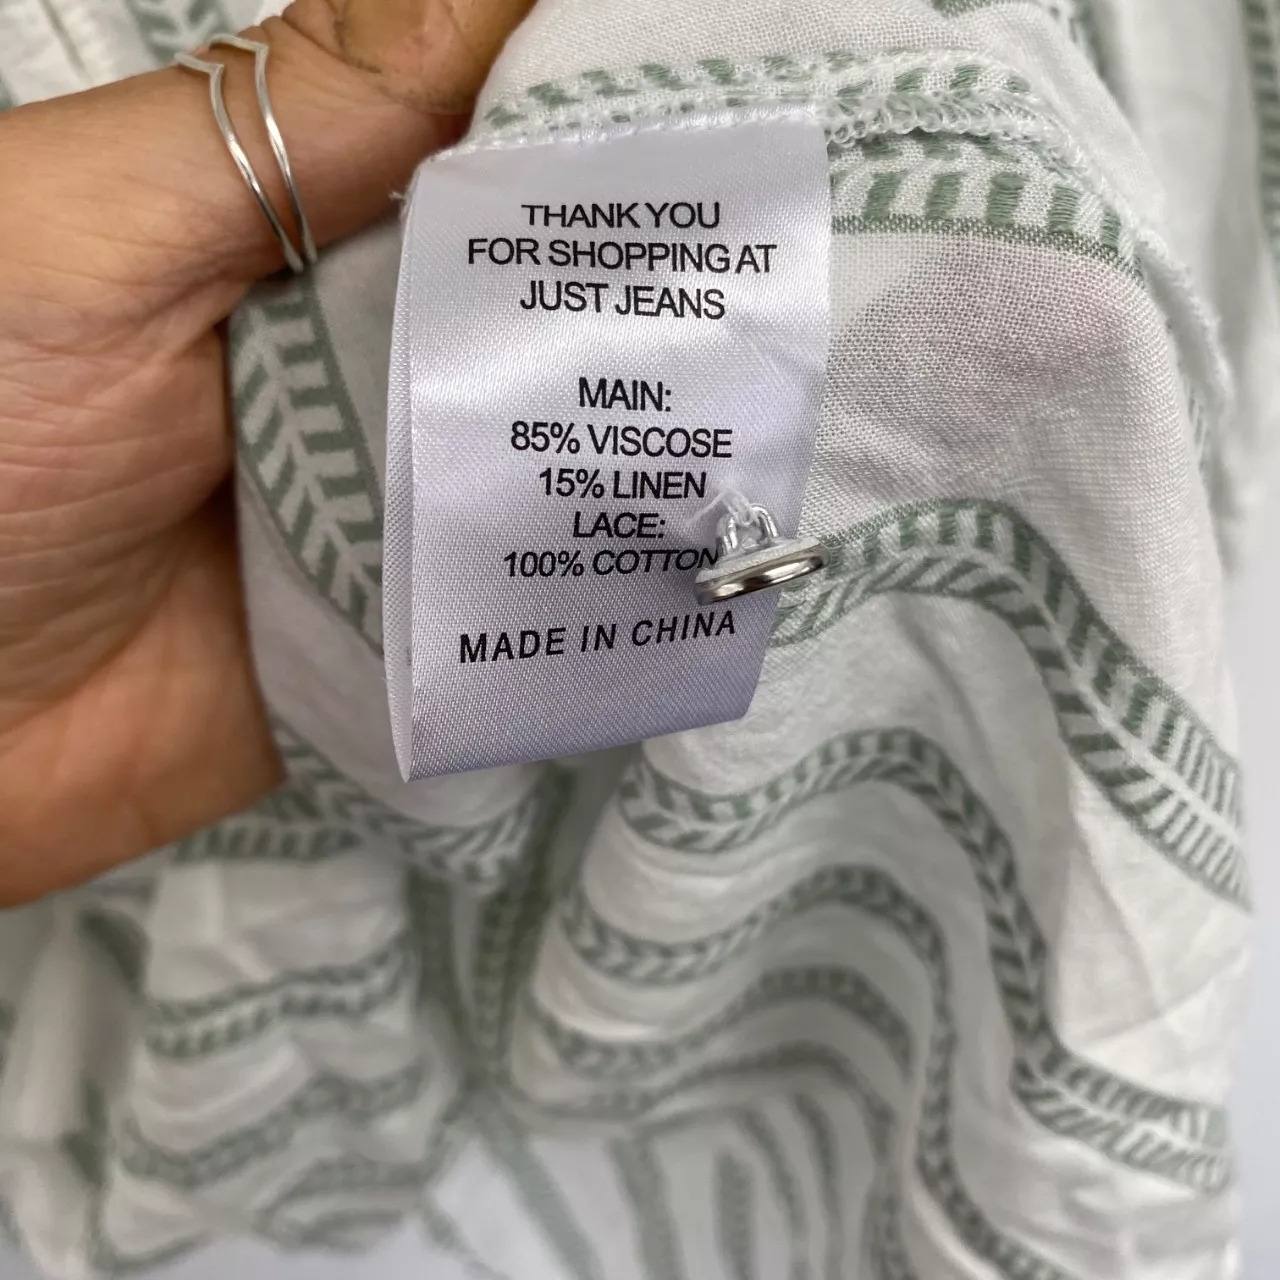 THANK YOU
FOR SHOPPING AT
JUST JEANS
MAIN:
85% VISCOSE
15% LINEN
LACE:
100% COTTON
MADE IN CHINA